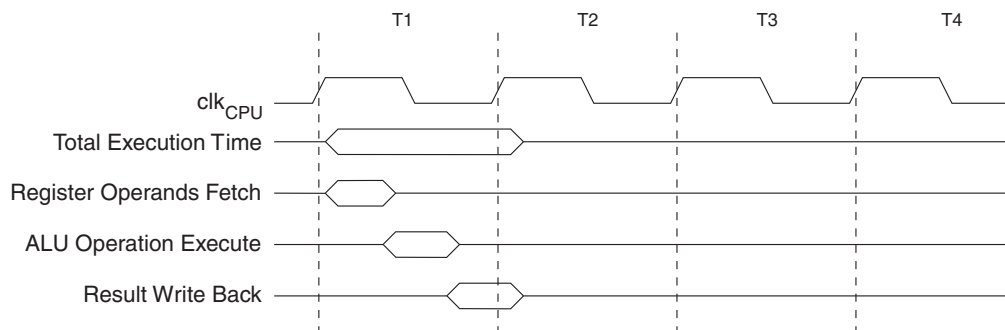 T1 T2 T3 T4
clkCPU
Total Execution Time
Register Operands Fetch
ALU Operation Execute
Result Write Back